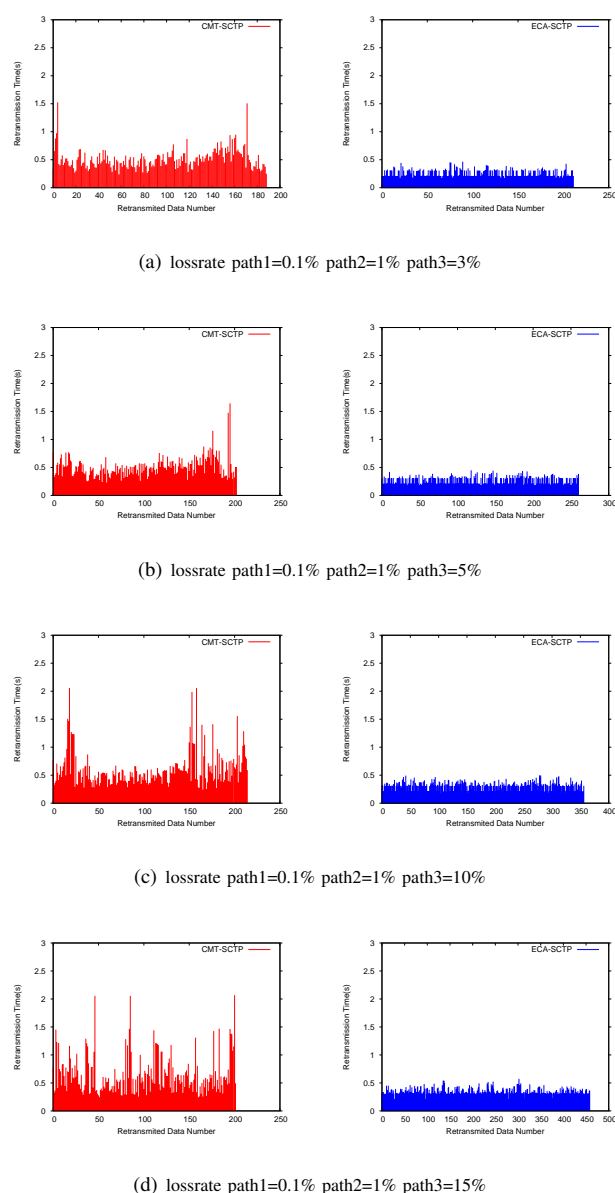 3
2.5
2
1.5
1
0.5
0
Retransmission Time(s)
CMT-SCTP
0 20 40 60 80 100 120 140 160 180 200
Retransmited Data Number
3
2.5
2
1.5
1
0.5
0
Retransmission Time(s)
ECA-SCTP
0 50 100 150 200 250
Retransmited Data Number
(a) lossrate path1=0.1% path2=1% path3=3%
3
2.5
2
1.5
1
0.5
0
Retransmission Time(s)
CMT-SCTP
0 50 100 150 200 250
Retransmited Data Number
3
2.5
2
1.5
1
0.5
0
Retransmission Time(s)
ECA-SCTP
0 50 100 150 200 250 300
Retransmited Data Number
(b) lossrate path1=0.1% path2=1% path3=5%
3
2.5
2
1.5
1
0.5
0
Retransmission Time(s)
CMT-SCTP
0 50 100 150 200 250
Retransmited Data Number
3
2.5
2
1.5
1
0.5
0
Retransmission Time(s)
ECA-SCTP
0 50 100 150 200 250 300 350 400
Retransmited Data Number
(c) lossrate path1=0.1% path2=1% path3=10%
3
2.5
2
1.5
1
0.5
0
Retransmission Time(s)
CMT-SCTP
0 50 100 150 200 250
Retransmited Data Number
3
2.5
2
1.5
1
0.5
0
Retransmission Time(s)
ECA-SCTP
0 50 100 150 200 250 300 350 400 450 500
Retransmited Data Number
(d) lossrate path1=0.1% path2=1% path3=15%